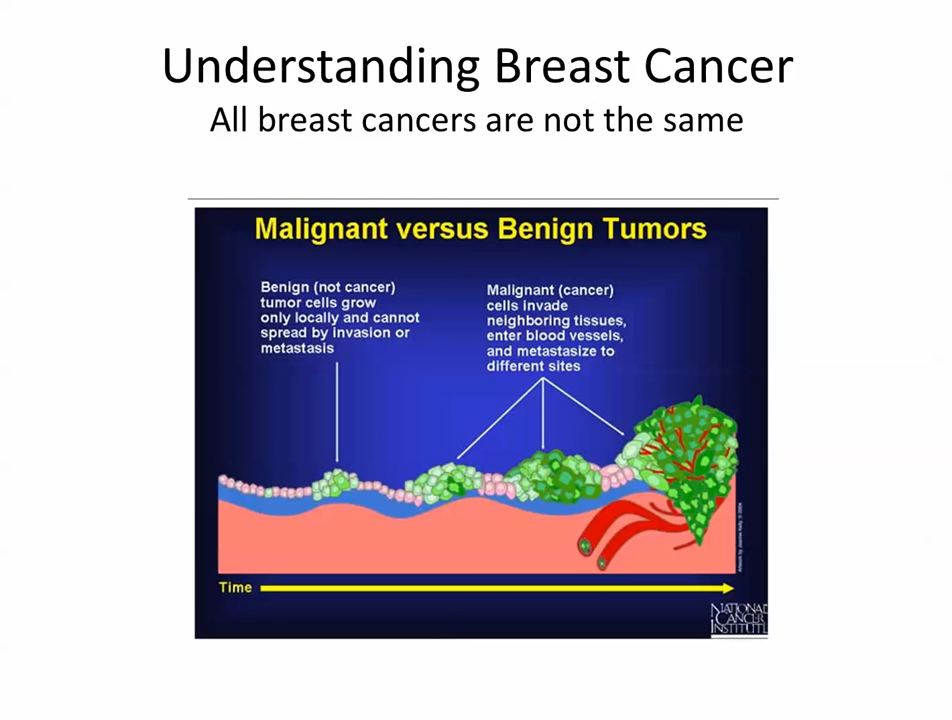 Understanding Breast Cancer
All breast cancers are not the same
Malignant versus Benign Tumors
Benign (not cancer)
tumor cells grow
only locally and cannot
spread by invasion or
metastasis
Malignant (cancer)
cells invade
neighboring tissues,
enter blood vessels,
and metastasize to
different sites
Time
NATIONAL
CANCER
INSTITUTE